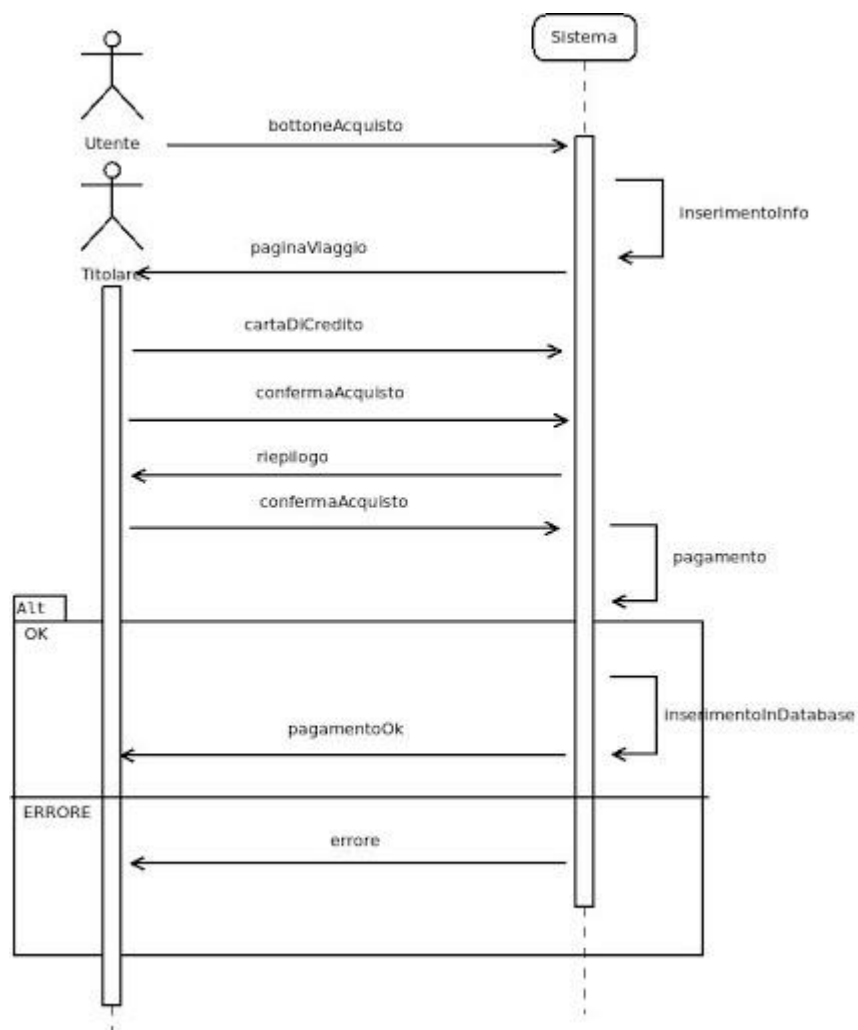 Sistema
bottoneAcquisto
Utente
inserimentoInfo
paginaViaggio
Titolare
cartaDiCredito
confermaAcquisto
riepilogo
confermaAcquisto
pagamento
Alt
OK
inserimentoInDatabase
pagamentoOk
ERRORE
errore